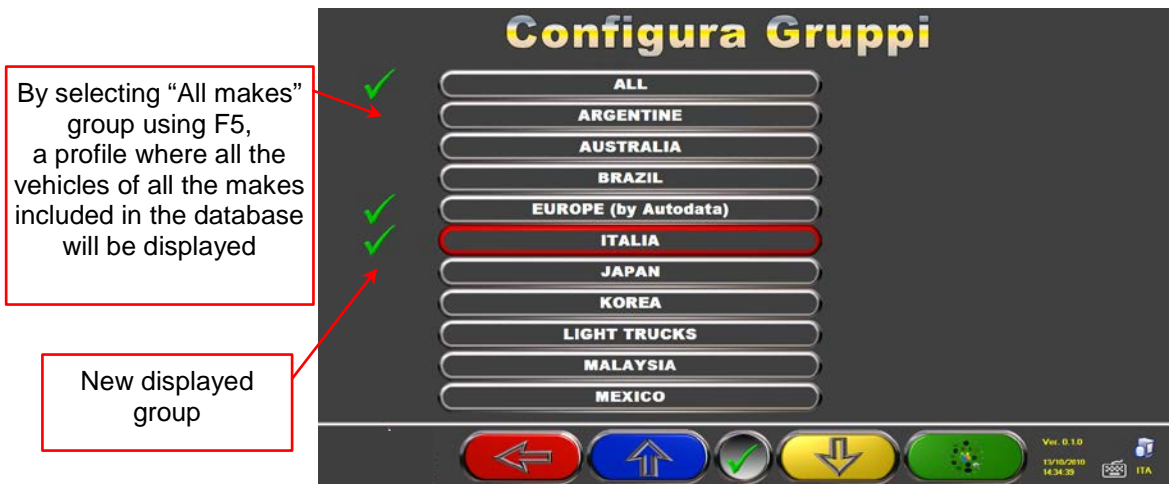 Configura Gruppi
By selecting “All makes”
group using F5,
a profile where all the
vehicles of all the makes
included in the database
will be displayed
New displayed
group
ALL
ARGENTINE
AUSTRALIA
BRAZIL
EUROPE (by Autodata)
ITALIA
JAPAN
KOREA
LIGHT TRUCKS
MALAYSIA
MEXICO
Ver. 0.1.0
13/10/2010
14:34:39
ITA